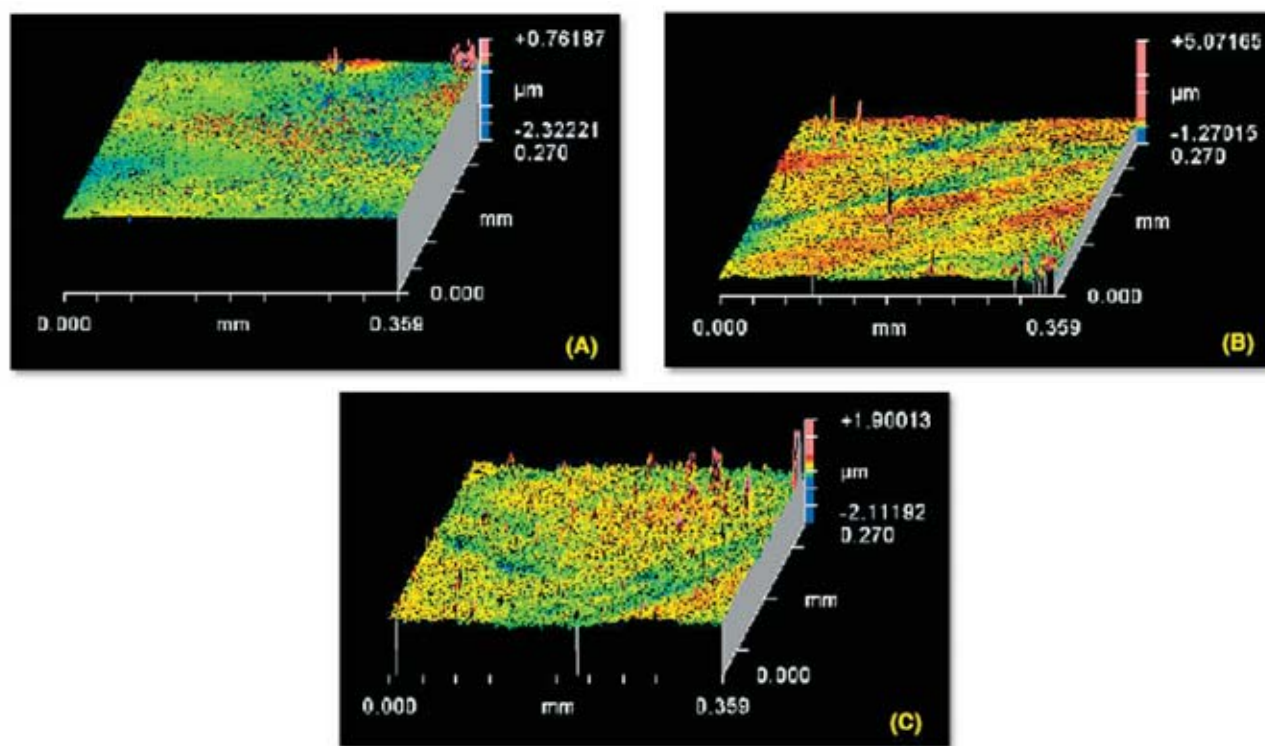 +0.76187
µm
-2.32221
0.270
mm
0.000
0.000 mm 0.359
(A)
+5.07165
µm
-1.27015
0.270
mm
0.000
0.000 mm 0.359
(B)
+1.90013
µm
-2.11192
0.270
mm
0.000
0.000 mm 0.359
(C)